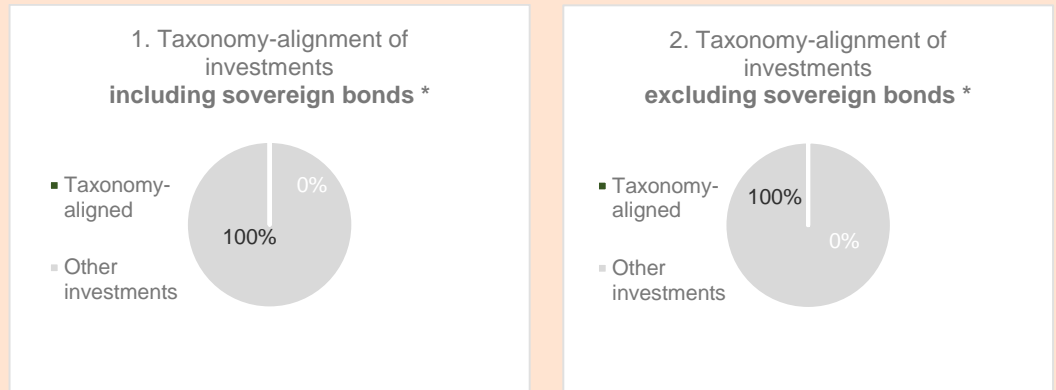 1. Taxonomy-alignment of
investments
including sovereign bonds *
Taxonomy-
aligned
Other
investments
0%
100%
2. Taxonomy-alignment of
investments
excluding sovereign bonds *
Taxonomy-
aligned
Other
investments
100%
0%